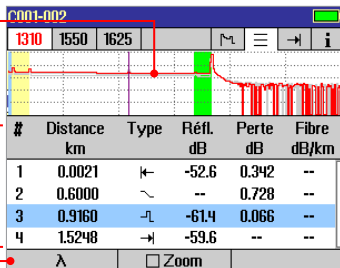 C001-002
1310 1550 1625 i
# Distance Type Réfl. Perte Fibre
km dB dB dB/km
1 0.0021 -52.6 0.342 --
2 0.6000 -- 0.728 --
3 0.9160 -61.4 0.066 --
4 1.5248 -59.6 -- --
λ Zoom